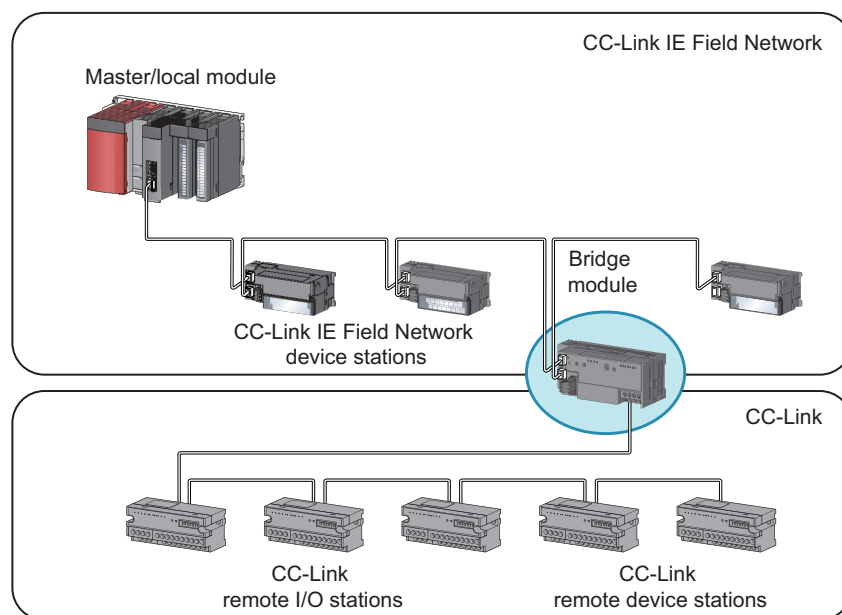 CC-Link IE Field Network
Master/local module
Bridge
module
CC-Link IE Field Network
device stations
CC-Link
CC-Link
remote I/O stations
CC-Link
remote device stations